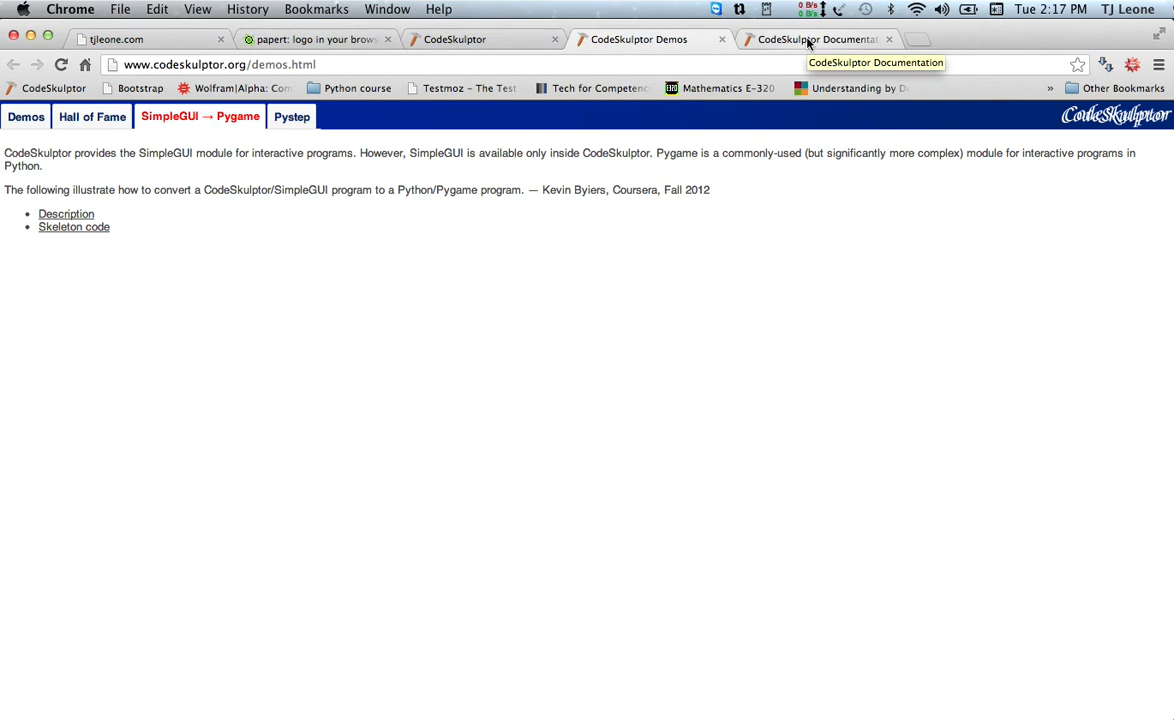 Chrome File Edit View History Bookmarks Window Help 0 B/s 0 B/s Tue 2:17 PM TJ Leone
tjleone.com papert: logo in your brows CodeSkulptor CodeSkulptor Demos CodeSkulptor Documentat
www.codeskulptor.org/demos.html CodeSkulptor Documentation
CodeSkulptor Bootstrap Wolfram|Alpha: Com Python course Testmoz - The Test Tech for Competenc Mathematics E-320 Understanding by De » Other Bookmarks
Demos Hall of Fame SimpleGUI → Pygame Pystep CodeSkulptor
CodeSkulptor provides the SimpleGUI module for interactive programs. However, SimpleGUI is available only inside CodeSkulptor. Pygame is a commonly-used (but significantly more complex) module for interactive programs in
Python.
The following illustrate how to convert a CodeSkulptor/SimpleGUI program to a Python/Pygame program. — Kevin Byiers, Coursera, Fall 2012
• Description
• Skeleton code